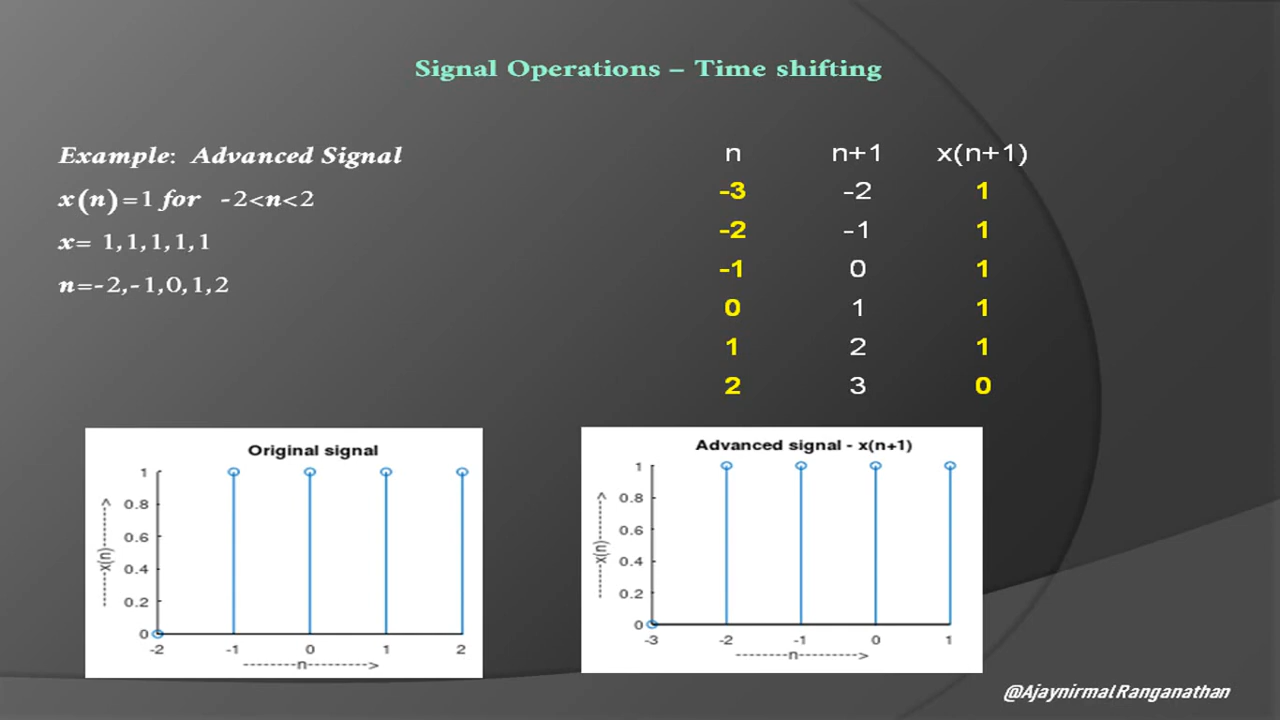 Signal Operations – Time shifting
Example: Advanced Signal
x(n)=1 for -2<n<2
x= 1,1,1,1,1
n=-2,-1,0,1,2
n n+1 x(n+1)
-3 -2 1
-2 -1 1
-1 0 1
0 1 1
1 2 1
2 3 0
Original signal
1
0.8
0.6
0.4
0.2
0
-------x(n)------->
-2 -1 0 1 2
--------n-------->
Advanced signal - x(n+1)
1
0.8
0.6
0.4
0.2
0
-------x(n)------->
-3 -2 -1 0 1
--------n-------->
@Ajaynirmal Ranganathan